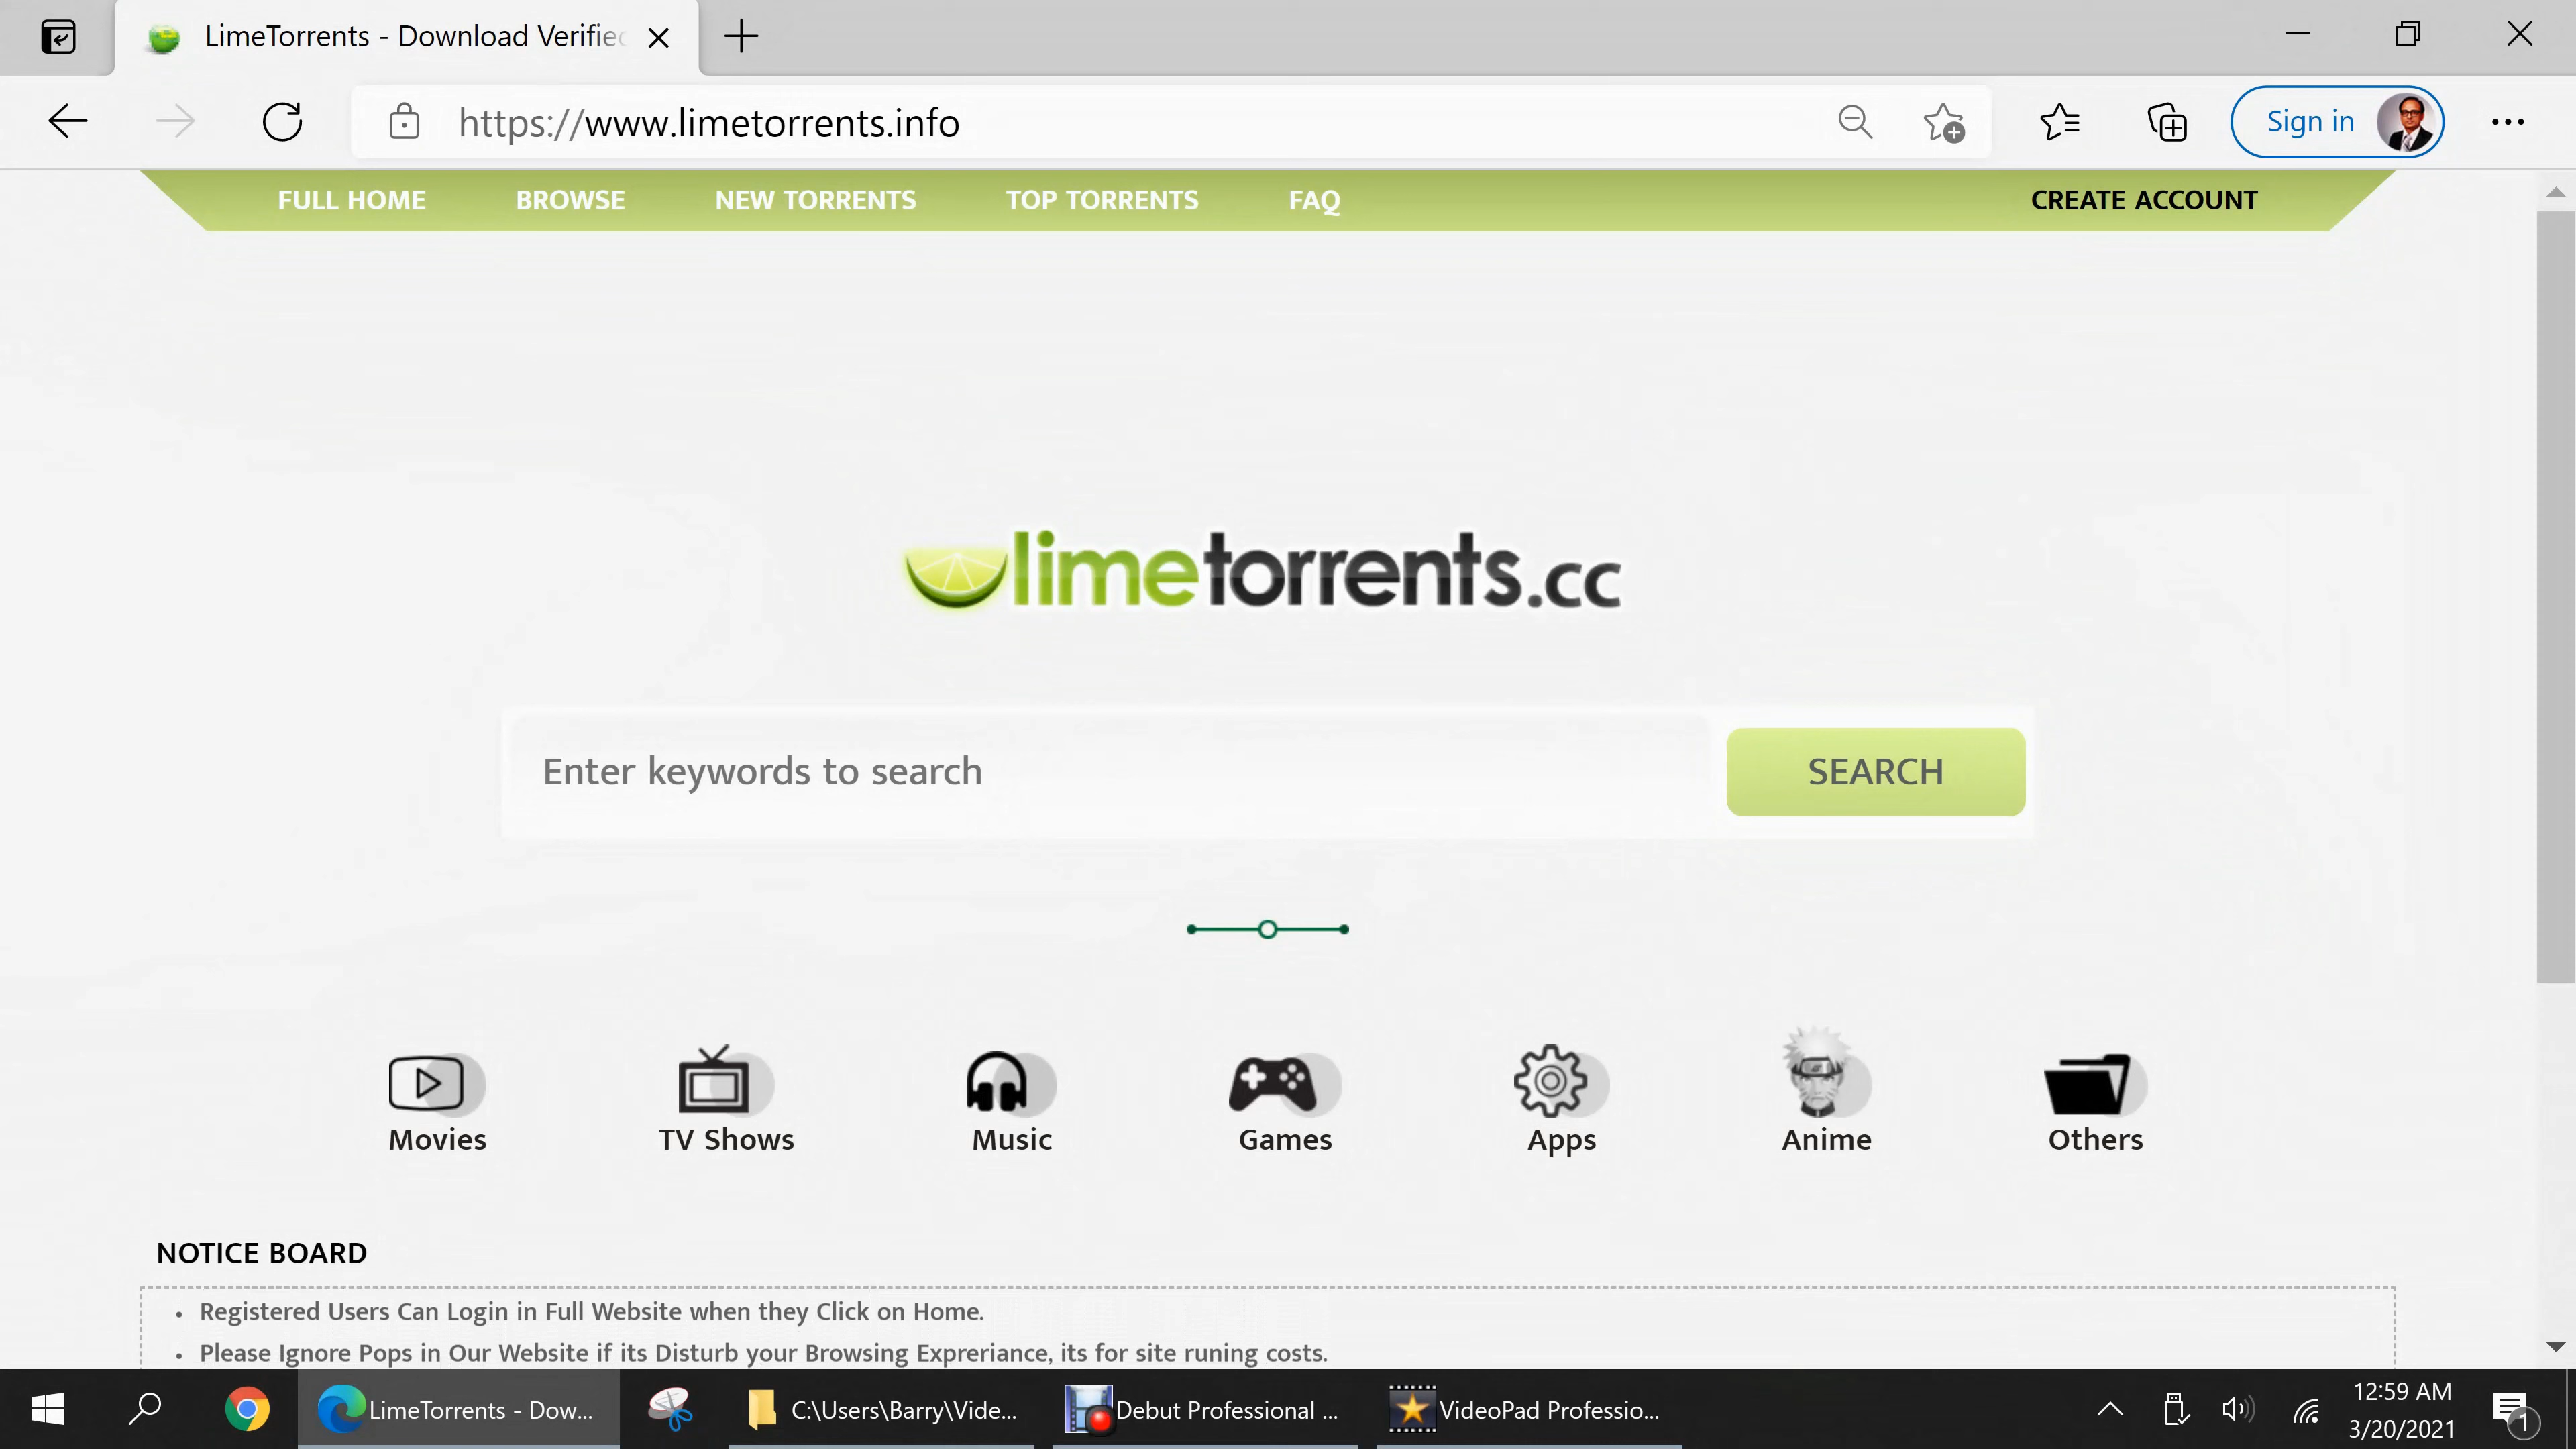 LimeTorrents - Download Verified
https://www.limetorrents.info
Sign in
FULL HOME BROWSE NEW TORRENTS TOP TORRENTS FAQ CREATE ACCOUNT
limetorrents.cc
Enter keywords to search SEARCH
Movies TV Shows Music Games Apps Anime Others
NOTICE BOARD
• Registered Users Can Login in Full Website when they Click on Home.
• Please Ignore Pops in Our Website if its Disturb your Browsing Expreriance, its for site runing costs.
LimeTorrents - Dow... C:\Users\Barry\Vide... Debut Professional ... VideoPad Professio... 12:59 AM
3/20/2021 1